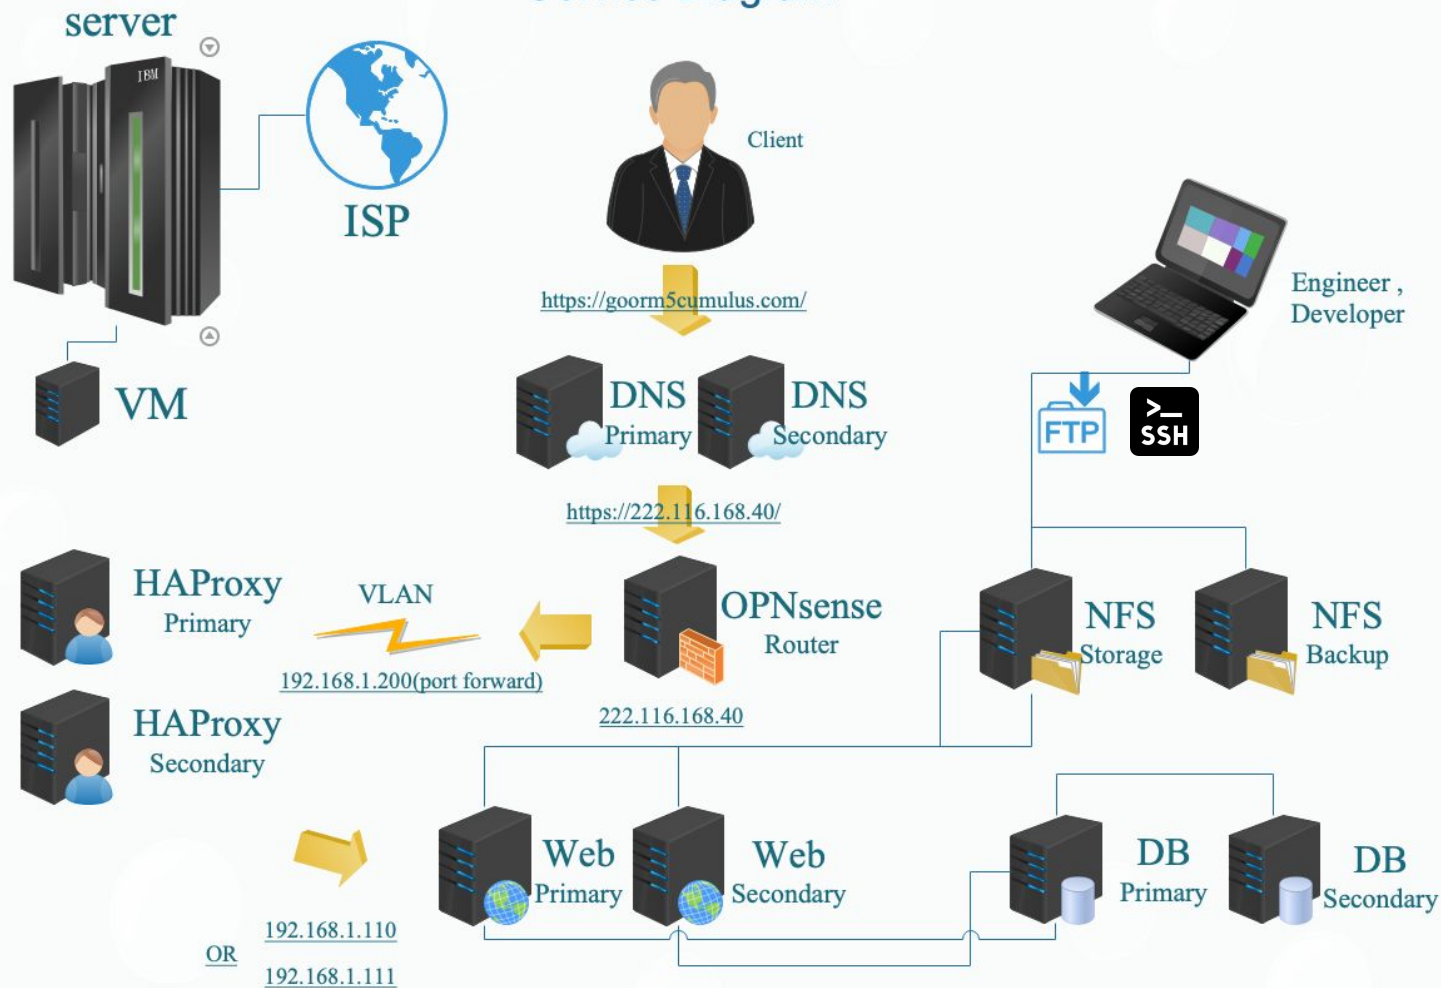 server
IBM
ISP
VM
Client
https://goorm5cumulus.com/
DNS
Primary
DNS
Secondary
https://222.116.168.40/
Engineer ,
Developer
FTP
>_
SSH
HAProxy
Primary
VLAN
192.168.1.200(port forward)
OPNsense
Router
222.116.168.40
NFS
Storage
NFS
Backup
HAProxy
Secondary
Web
Primary
Web
Secondary
DB
Primary
DB
Secondary
192.168.1.110
OR
192.168.1.111